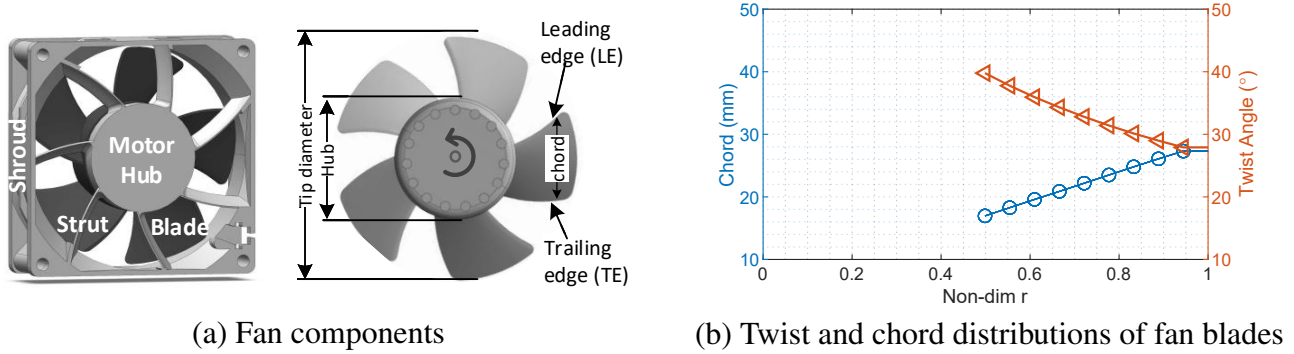 Shroud
Motor
Hub
Strut
Blade
Tip diameter
Hub
chord
Leading
edge (LE)
Trailing
edge (TE)
(a) Fan components
Chord (mm)
50
40
30
20
10
0
0.2
0.4
0.6
0.8
1
Non-dim r
50
40
30
20
10
Twist Angle (°)
(b) Twist and chord distributions of fan blades